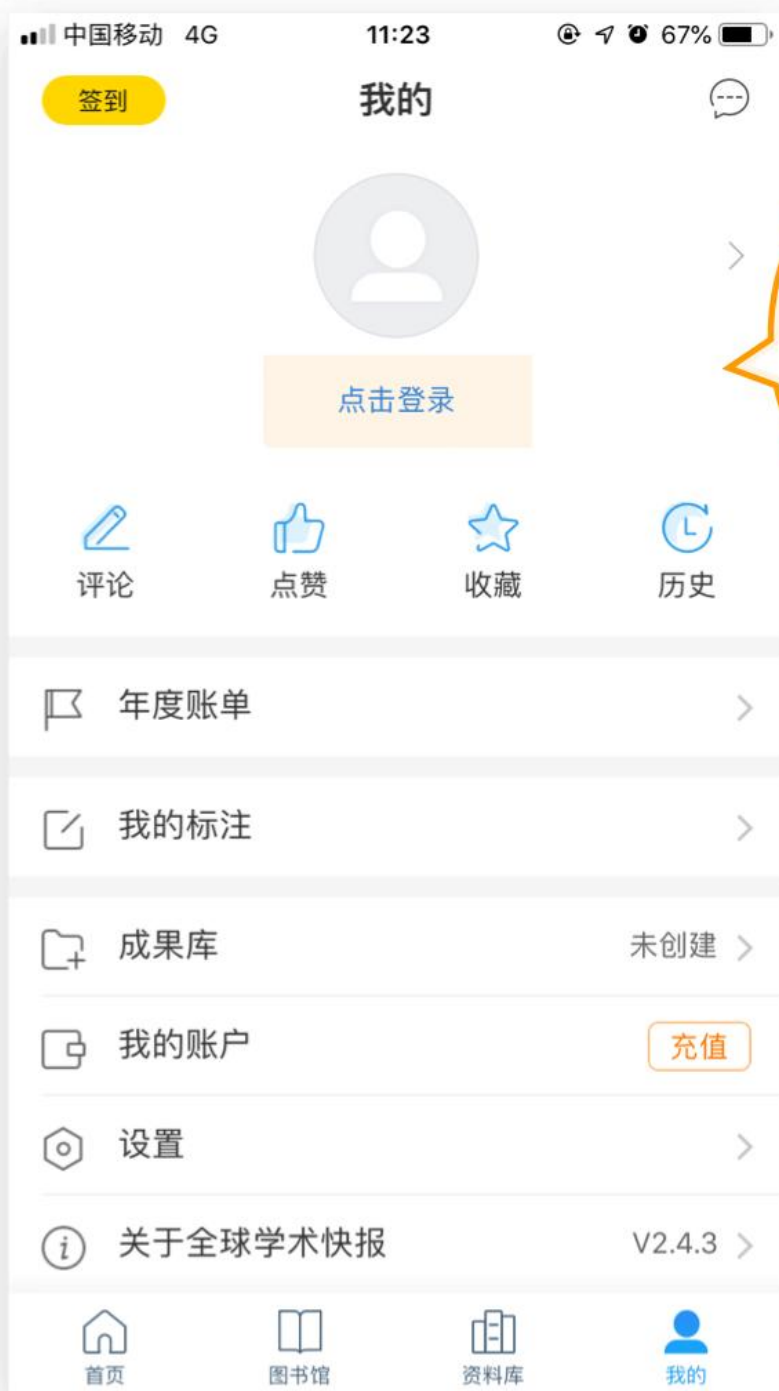 中国移动 4G 11:23 67%
签到 我的
点击登录
评论 点赞 收藏 历史
年度账单
我的标注
成果库 未创建
我的账户 充值
设置
关于全球学术快报 V2.4.3
首页 图书馆 资料库 我的